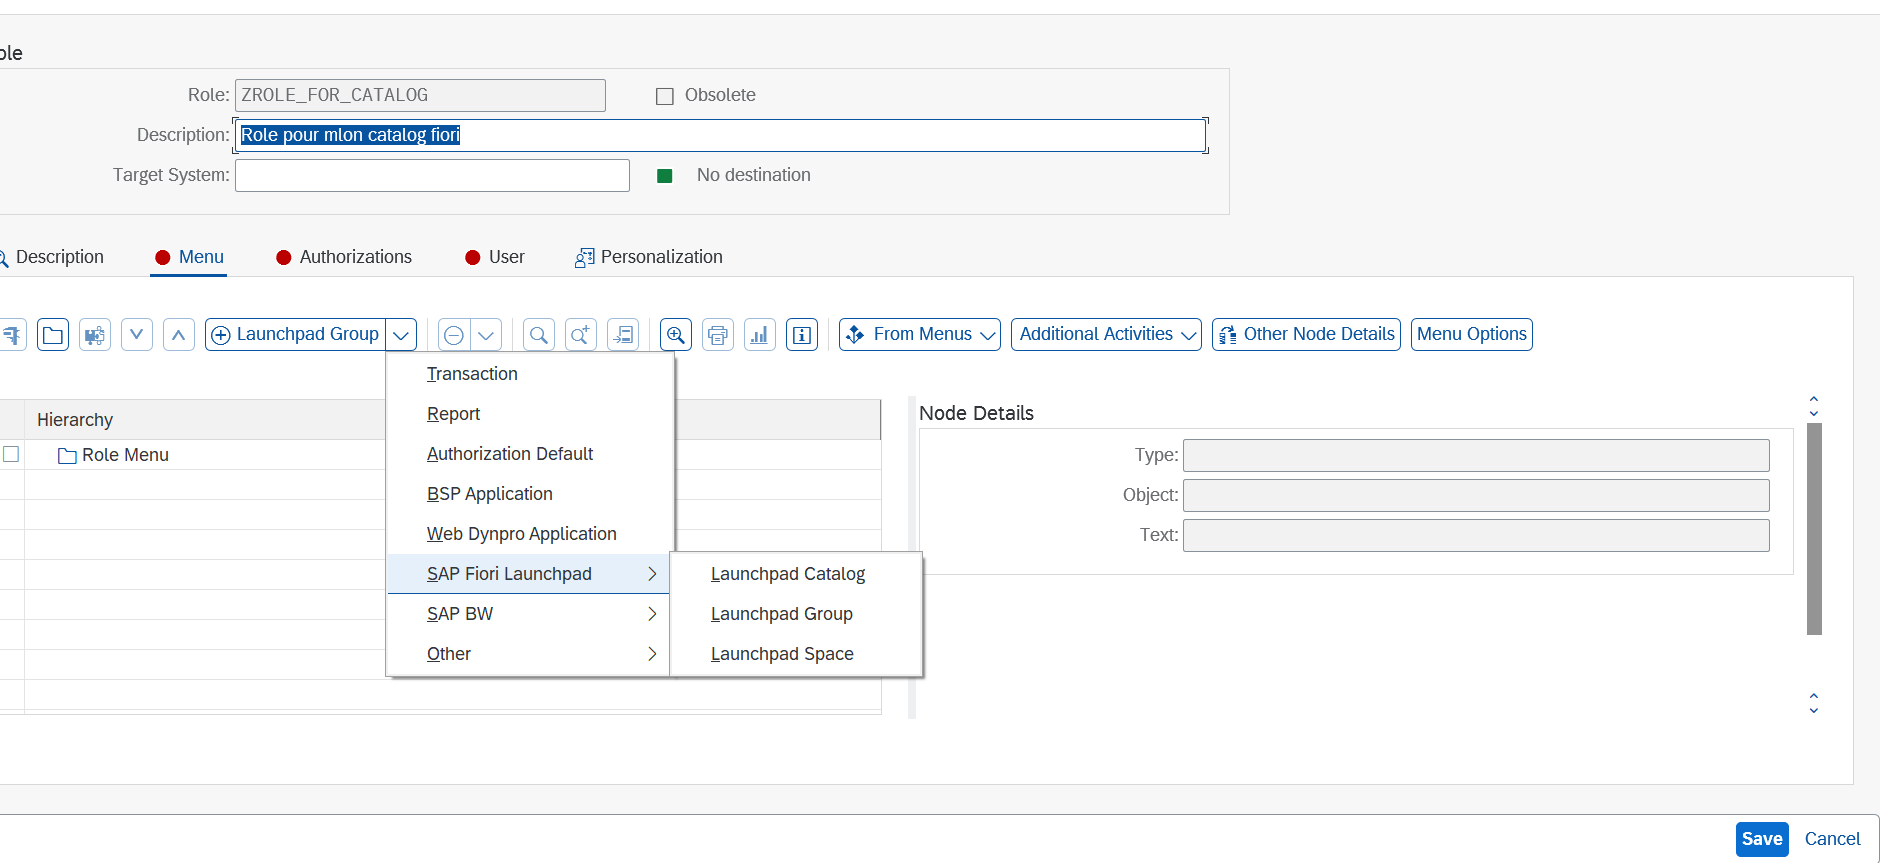 ole
Role: ZROLE_FOR_CATALOG Obsolete
Description: Role pour mlon catalog fiori
Target System: No destination
Description Menu Authorizations User Personalization
Launchpad Group From Menus Additional Activities Other Node Details Menu Options
Transaction
Report
Authorization Default
BSP Application
Web Dynpro Application
SAP Fiori Launchpad
SAP BW
Other
Launchpad Catalog
Launchpad Group
Launchpad Space
Hierarchy
Role Menu
Node Details
Type:
Object:
Text:
Save Cancel